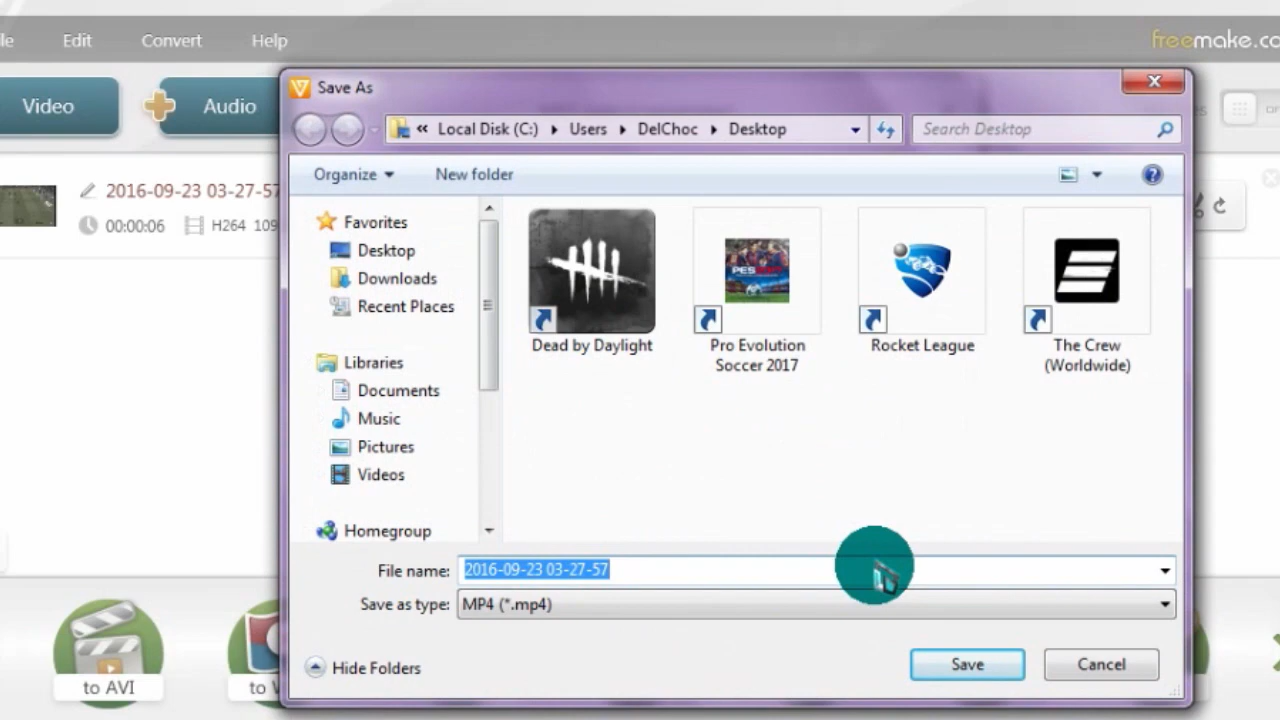 le Edit Convert Help
freemake.co
Video
Audio
2016-09-23 03-27-57
00:00:06
H264 109
Save As
« Local Disk (C:) Users DelChoc Desktop
Search Desktop
Organize
New folder
Favorites
Desktop
Downloads
Recent Places
Libraries
Documents
Music
Pictures
Videos
Homegroup
Dead by Daylight
PES
Pro Evolution
Soccer 2017
Rocket League
The Crew
(Worldwide)
File name: 2016-09-23 03-27-57
Save as type: MP4 (*.mp4)
Hide Folders
Save
Cancel
to AVI
to